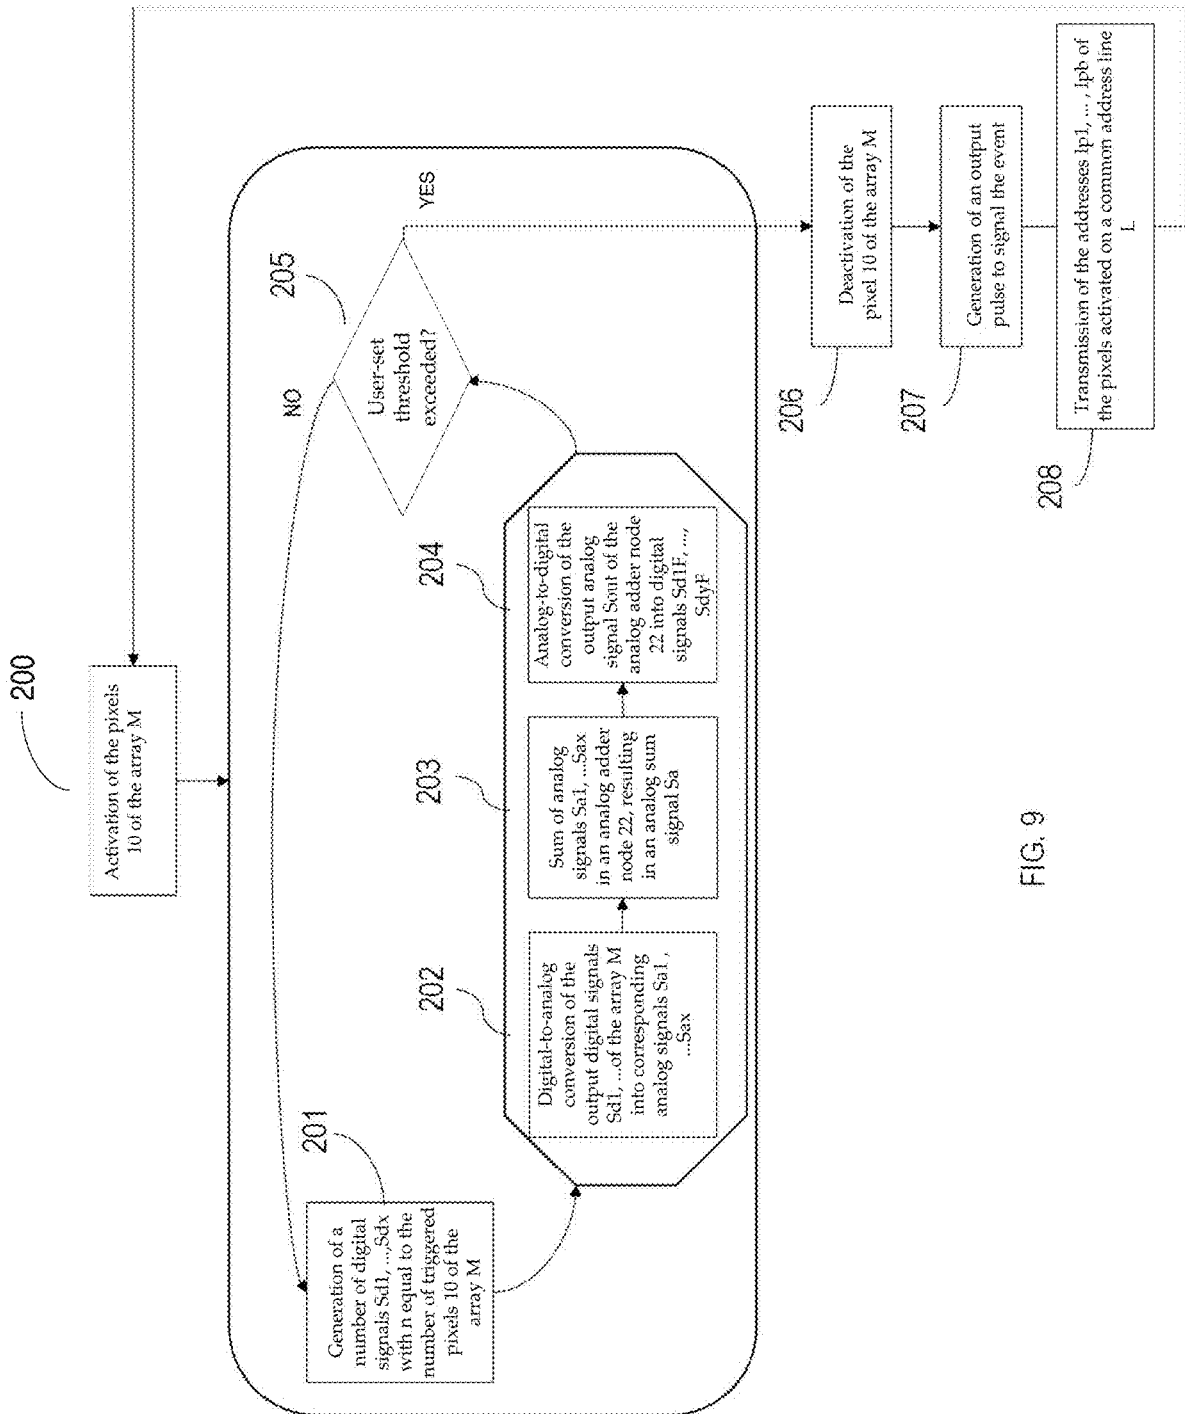 200
Activation of the pixels
10 of the array M
201
Generation of a
number of digital
signals Sd1, ...,Sdx
with n equal to the
number of triggered
pixels 10 of the
array M
202
Digital-to-analog
conversion of the
output digital signals
Sd1, ...of the array M
into corresponding
analog signals Sa1 ,
...Sax
203
Sum of analog
signals Sa1, ...Sax
in an analog adder
node 22, resulting
in an analog sum
signal Sa
204
Analog-to-digital
conversion of the
output analog
signal Sout of the
analog adder node
22 into digital
signals Sd1F, ...,
SdyF
205
User-set
threshold
exceeded?
NO
YES
206
Deactivation of the
pixel 10 of the array M
207
Generation of an output
pulse to signal the event
208
Transmission of the addresses Ip1, ... , Ipb of
the pixels activated on a common address line
L
FIG. 9